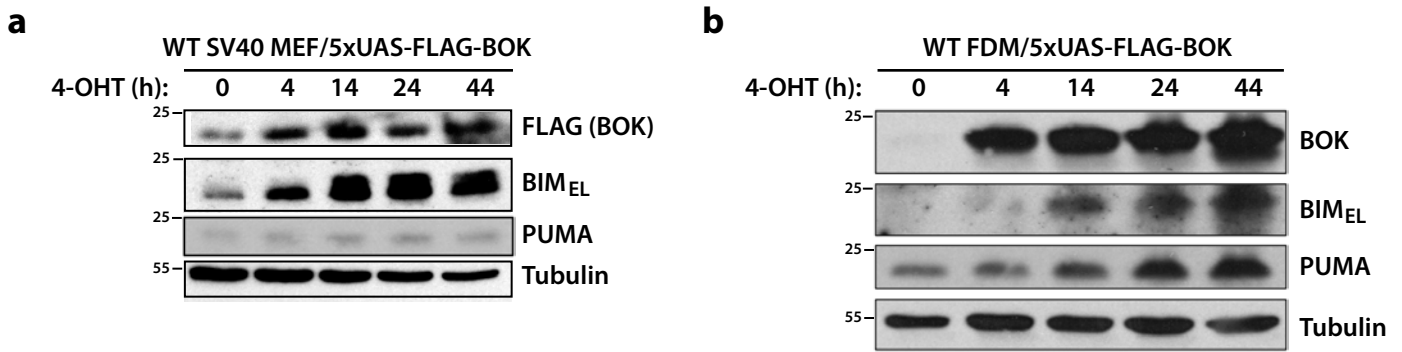 a
WT SV40 MEF/5xUAS-FLAG-BOK
4-OHT (h): 0 4 14 24 44
25 FLAG (BOK)
25 BIMEL
25 PUMA
55 Tubulin
b
WT FDM/5xUAS-FLAG-BOK
4-OHT (h): 0 4 14 24 44
25 BOK
25 BIMEL
25 PUMA
55 Tubulin